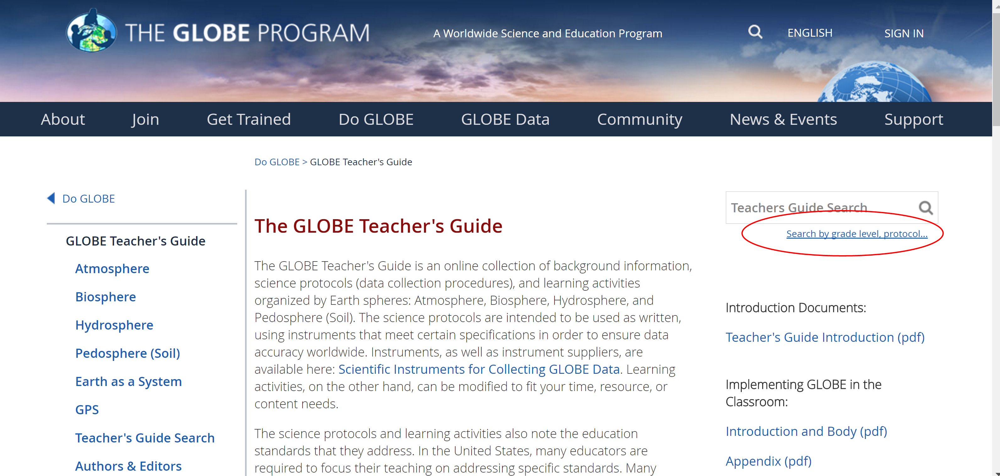 THE GLOBE PROGRAM
A Worldwide Science and Education Program
ENGLISH
SIGN IN
About
Join
Get Trained
Do GLOBE
GLOBE Data
Community
News & Events
Support
Do GLOBE > GLOBE Teacher's Guide
Do GLOBE
GLOBE Teacher's Guide
Atmosphere
Biosphere
Hydrosphere
Pedosphere (Soil)
Earth as a System
GPS
Teacher's Guide Search
Authors & Editors
The GLOBE Teacher's Guide
The GLOBE Teacher's Guide is an online collection of background information,
science protocols (data collection procedures), and learning activities
organized by Earth spheres: Atmosphere, Biosphere, Hydrosphere, and
Pedosphere (Soil). The science protocols are intended to be used as written,
using instruments that meet certain specifications in order to ensure data
accuracy worldwide. Instruments, as well as instrument suppliers, are
available here: Scientific Instruments for Collecting GLOBE Data. Learning
activities, on the other hand, can be modified to fit your time, resource, or
content needs.
The science protocols and learning activities also note the education
standards that they address. In the United States, many educators are
required to focus their teaching on addressing specific standards. Many
Teachers Guide Search
Search by grade level, protocol...
Introduction Documents:
Teacher's Guide Introduction (pdf)
Implementing GLOBE in the
Classroom:
Introduction and Body (pdf)
Appendix (pdf)